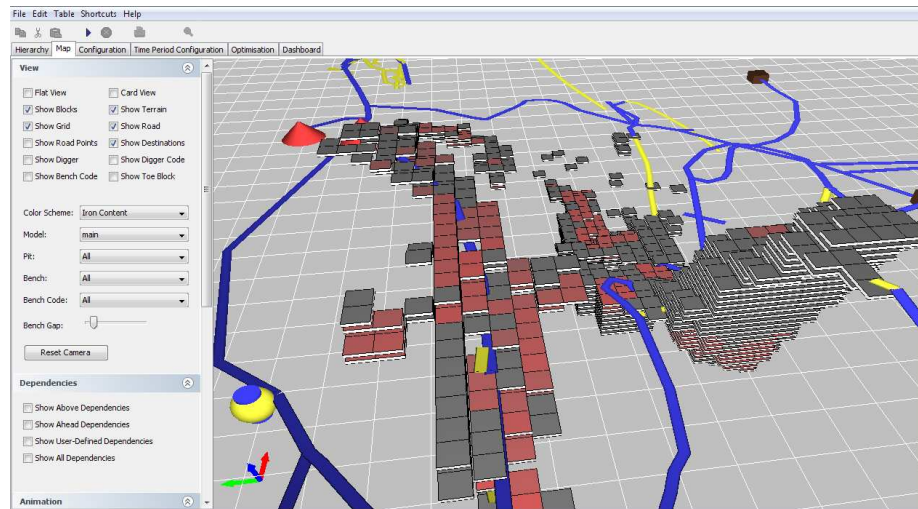 File Edit Table Shortcuts Help
Hierarchy Map Configuration Time Period Configuration Optimisation Dashboard
View
Flat View Card View
Show Blocks Show Terrain
Show Grid Show Road
Show Road Points Show Destinations
Show Digger Show Digger Code
Show Bench Code Show Toe Block
Color Scheme: Iron Content
Model: main
Pit: All
Bench: All
Bench Code: All
Bench Gap:
Reset Camera
Dependencies
Show Above Dependencies
Show Ahead Dependencies
Show User-Defined Dependencies
Show All Dependencies
Animation